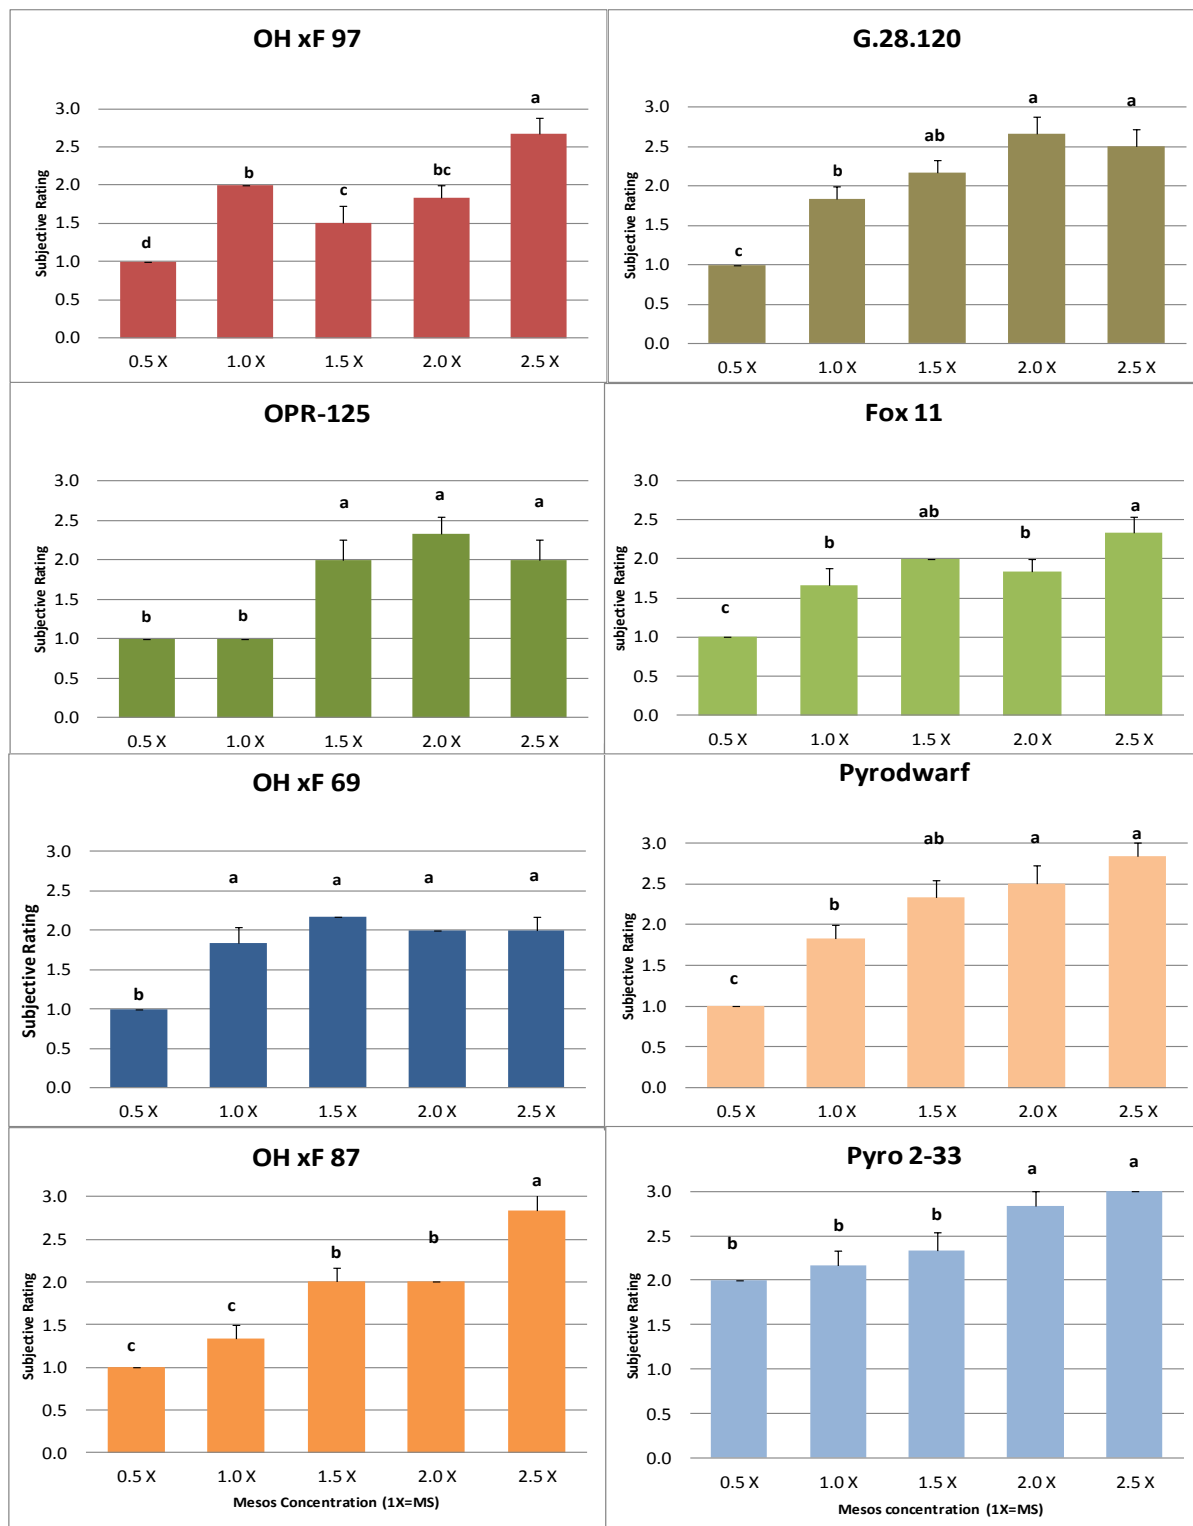 OH xF 97
a
3.0
2.5
b
bc
2.0
c
1.5
d
1.0
0.5
0.0
Subjective Rating
0.5 X 1.0 X 1.5 X 2.0 X 2.5 X
G.28.120
a a
3.0
ab
2.5
b
2.0
1.5
c
1.0
0.5
0.0
Subjective Rating
0.5 X 1.0 X 1.5 X 2.0 X 2.5 X
OPR-125
3.0
a a a
2.5
2.0
1.5
b b
1.0
0.5
0.0
Subjective Rating
0.5 X 1.0 X 1.5 X 2.0 X 2.5 X
Fox 11
3.0
ab a
2.5
b b
2.0
1.5
c
1.0
0.5
0.0
subjective Rating
0.5 X 1.0 X 1.5 X 2.0 X 2.5 X
OH xF 69
3.0
a a a a
2.5
2.0
1.5
b
1.0
0.5
0.0
Subjective Rating
0.5 X 1.0 X 1.5 X 2.0 X 2.5 X
Pyrodwarf
ab a a
3.0
2.5
b
2.0
1.5
c
1.0
0.5
0.0
Subjective Rating
0.5 X 1.0 X 1.5 X 2.0 X 2.5 X
OH xF 87
a
3.0
2.5
b b
2.0
c
1.5
c
1.0
0.5
0.0
Subjective Rating
0.5 X 1.0 X 1.5 X 2.0 X 2.5 X
Mesos Concentration (1X=MS)
Pyro 2-33
a a
3.0
b b b
2.5
2.0
1.5
1.0
0.5
0.0
Subjective Rating
0.5 X 1.0 X 1.5 X 2.0 X 2.5 X
Mesos concentration (1X=MS)